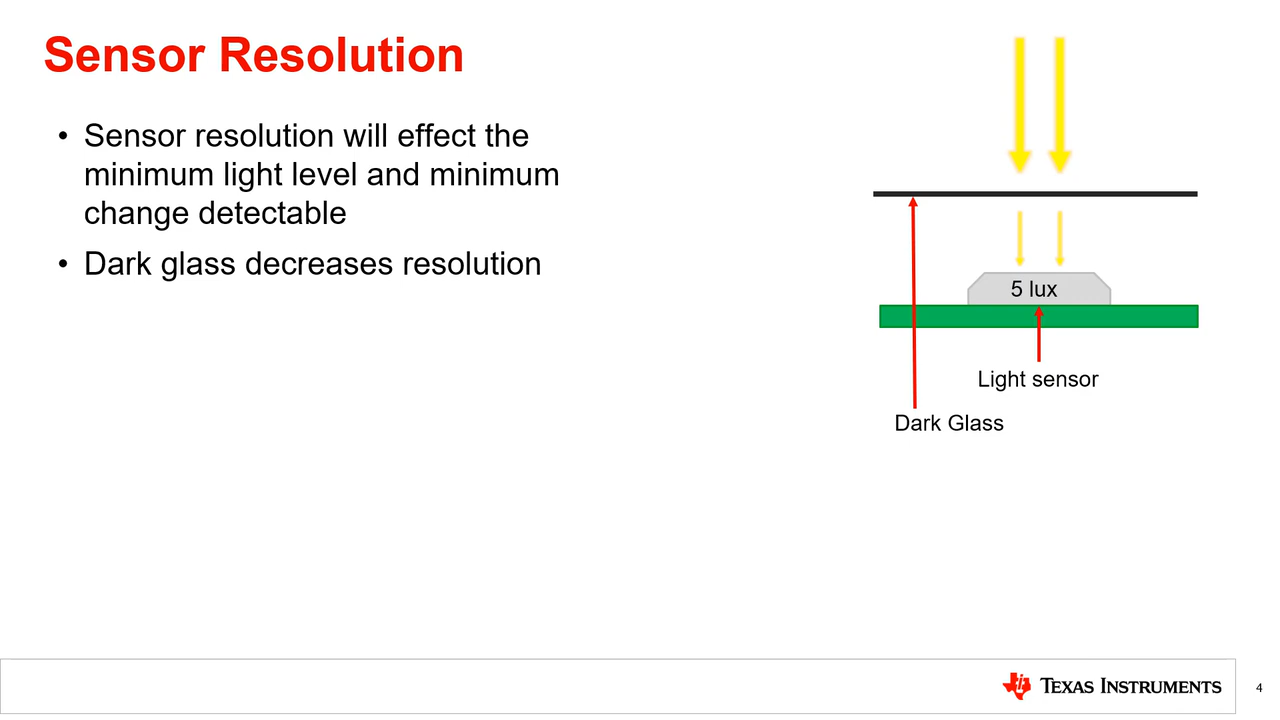 Sensor Resolution
• Sensor resolution will effect the
minimum light level and minimum
change detectable
• Dark glass decreases resolution
5 lux
Light sensor
Dark Glass
TEXAS INSTRUMENTS
4